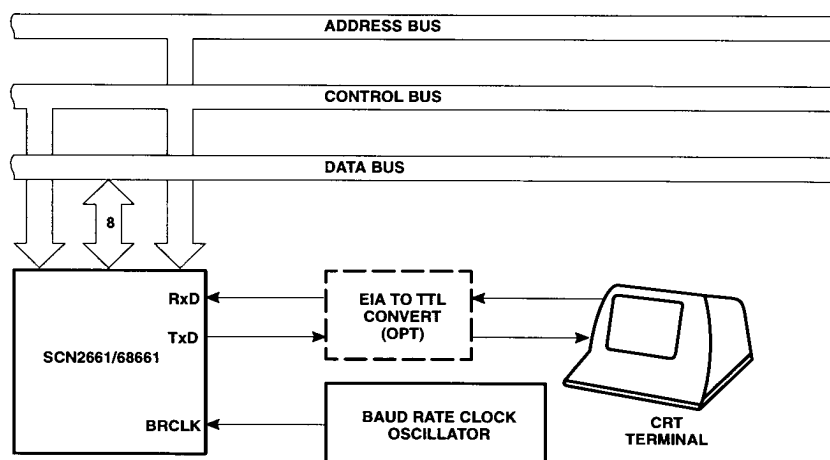 ADDRESS BUS
CONTROL BUS
DATA BUS
8
RxD
TxD
SCN2661/68661
BRCLK
EIA TO TTL
CONVERT
(OPT)
BAUD RATE CLOCK
OSCILLATOR
CRT
TERMINAL